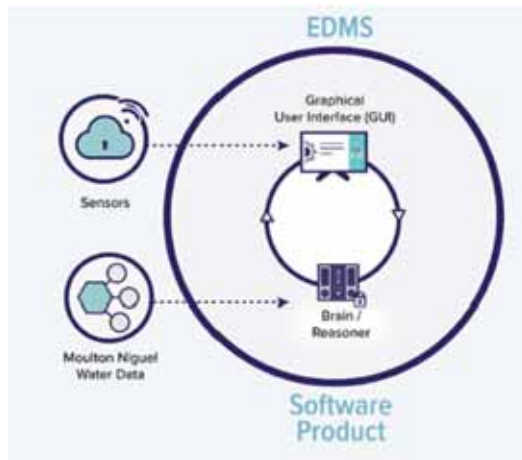 EDMS
Graphical
User Interface (GUI)
Sensors
Brain /
Reasoner
Moulton Niguel
Water Data
Software
Product